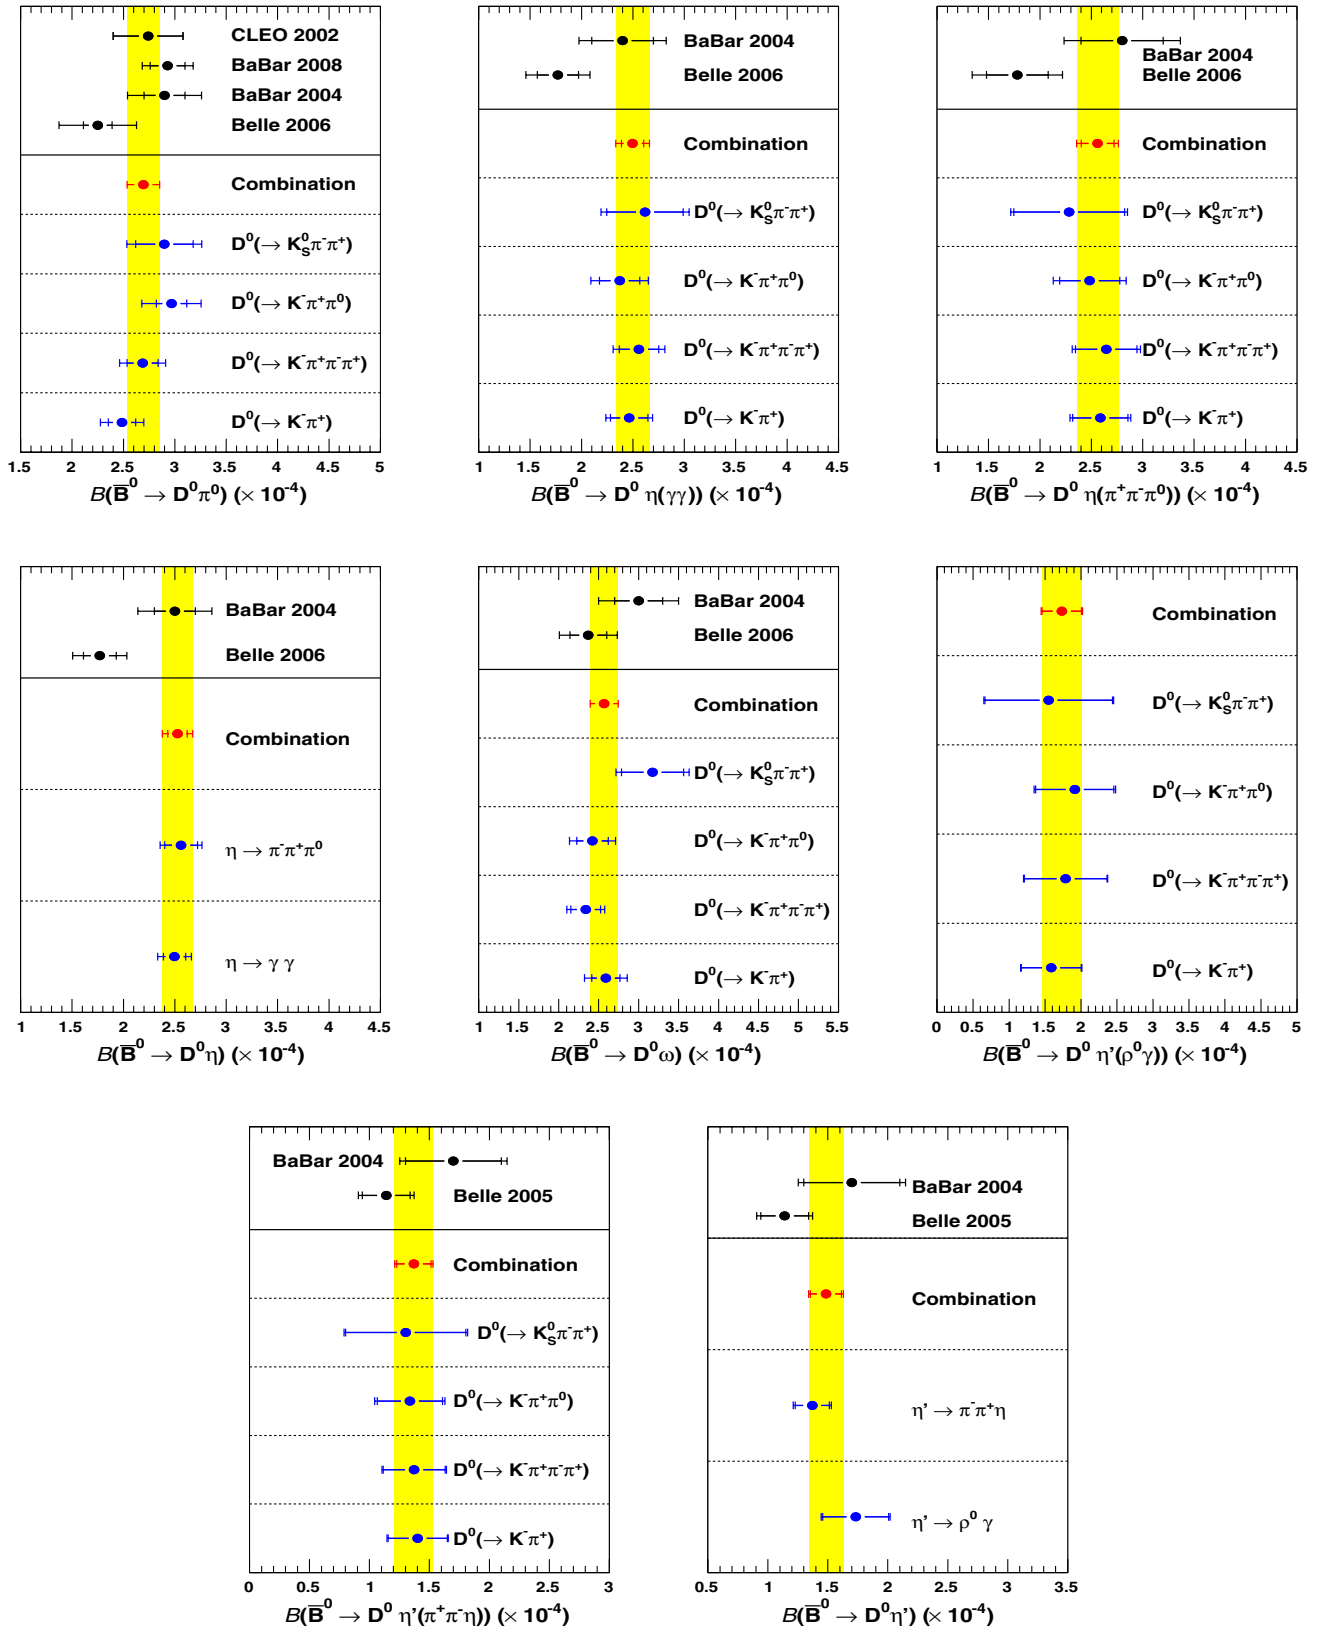 CLEO 2002
BaBar 2008
BaBar 2004
Belle 2006
Combination
D⁰(→ K⁰_Sπ⁻π⁺)
D⁰(→ K⁻π⁺π⁰)
D⁰(→ K⁻π⁺π⁻π⁺)
D⁰(→ K⁻π⁺)
1.5 2 2.5 3 3.5 4 4.5 5
B(B̅⁰ → D⁰π⁰) (× 10⁻⁴)
BaBar 2004
Belle 2006
Combination
D⁰(→ K⁰_Sπ⁻π⁺)
D⁰(→ K⁻π⁺π⁰)
D⁰(→ K⁻π⁺π⁻π⁺)
D⁰(→ K⁻π⁺)
1 1.5 2 2.5 3 3.5 4 4.5
B(B̅⁰ → D⁰ η(γγ)) (× 10⁻⁴)
BaBar 2004
Belle 2006
Combination
D⁰(→ K⁰_Sπ⁻π⁺)
D⁰(→ K⁻π⁺π⁰)
D⁰(→ K⁻π⁺π⁻π⁺)
D⁰(→ K⁻π⁺)
1 1.5 2 2.5 3 3.5 4 4.5
B(B̅⁰ → D⁰ η(π⁺π⁻π⁰)) (× 10⁻⁴)
BaBar 2004
Belle 2006
Combination
η → π⁻π⁺π⁰
η → γ γ
1 1.5 2 2.5 3 3.5 4 4.5
B(B̅⁰ → D⁰η) (× 10⁻⁴)
BaBar 2004
Belle 2006
Combination
D⁰(→ K⁰_Sπ⁻π⁺)
D⁰(→ K⁻π⁺π⁰)
D⁰(→ K⁻π⁺π⁻π⁺)
D⁰(→ K⁻π⁺)
1 1.5 2 2.5 3 3.5 4 4.5 5 5.5
B(B̅⁰ → D⁰ω) (× 10⁻⁴)
Combination
D⁰(→ K⁰_Sπ⁻π⁺)
D⁰(→ K⁻π⁺π⁰)
D⁰(→ K⁻π⁺π⁻π⁺)
D⁰(→ K⁻π⁺)
0 0.5 1 1.5 2 2.5 3 3.5 4 4.5 5
B(B̅⁰ → D⁰ η'(ρ⁰γ)) (× 10⁻⁴)
BaBar 2004
Belle 2005
Combination
D⁰(→ K⁰_Sπ⁻π⁺)
D⁰(→ K⁻π⁺π⁰)
D⁰(→ K⁻π⁺π⁻π⁺)
D⁰(→ K⁻π⁺)
0 0.5 1 1.5 2 2.5 3
B(B̅⁰ → D⁰ η'(π⁺π⁻η)) (× 10⁻⁴)
BaBar 2004
Belle 2005
Combination
η' → π⁻π⁺η
η' → ρ⁰ γ
0.5 1 1.5 2 2.5 3 3.5
B(B̅⁰ → D⁰η') (× 10⁻⁴)